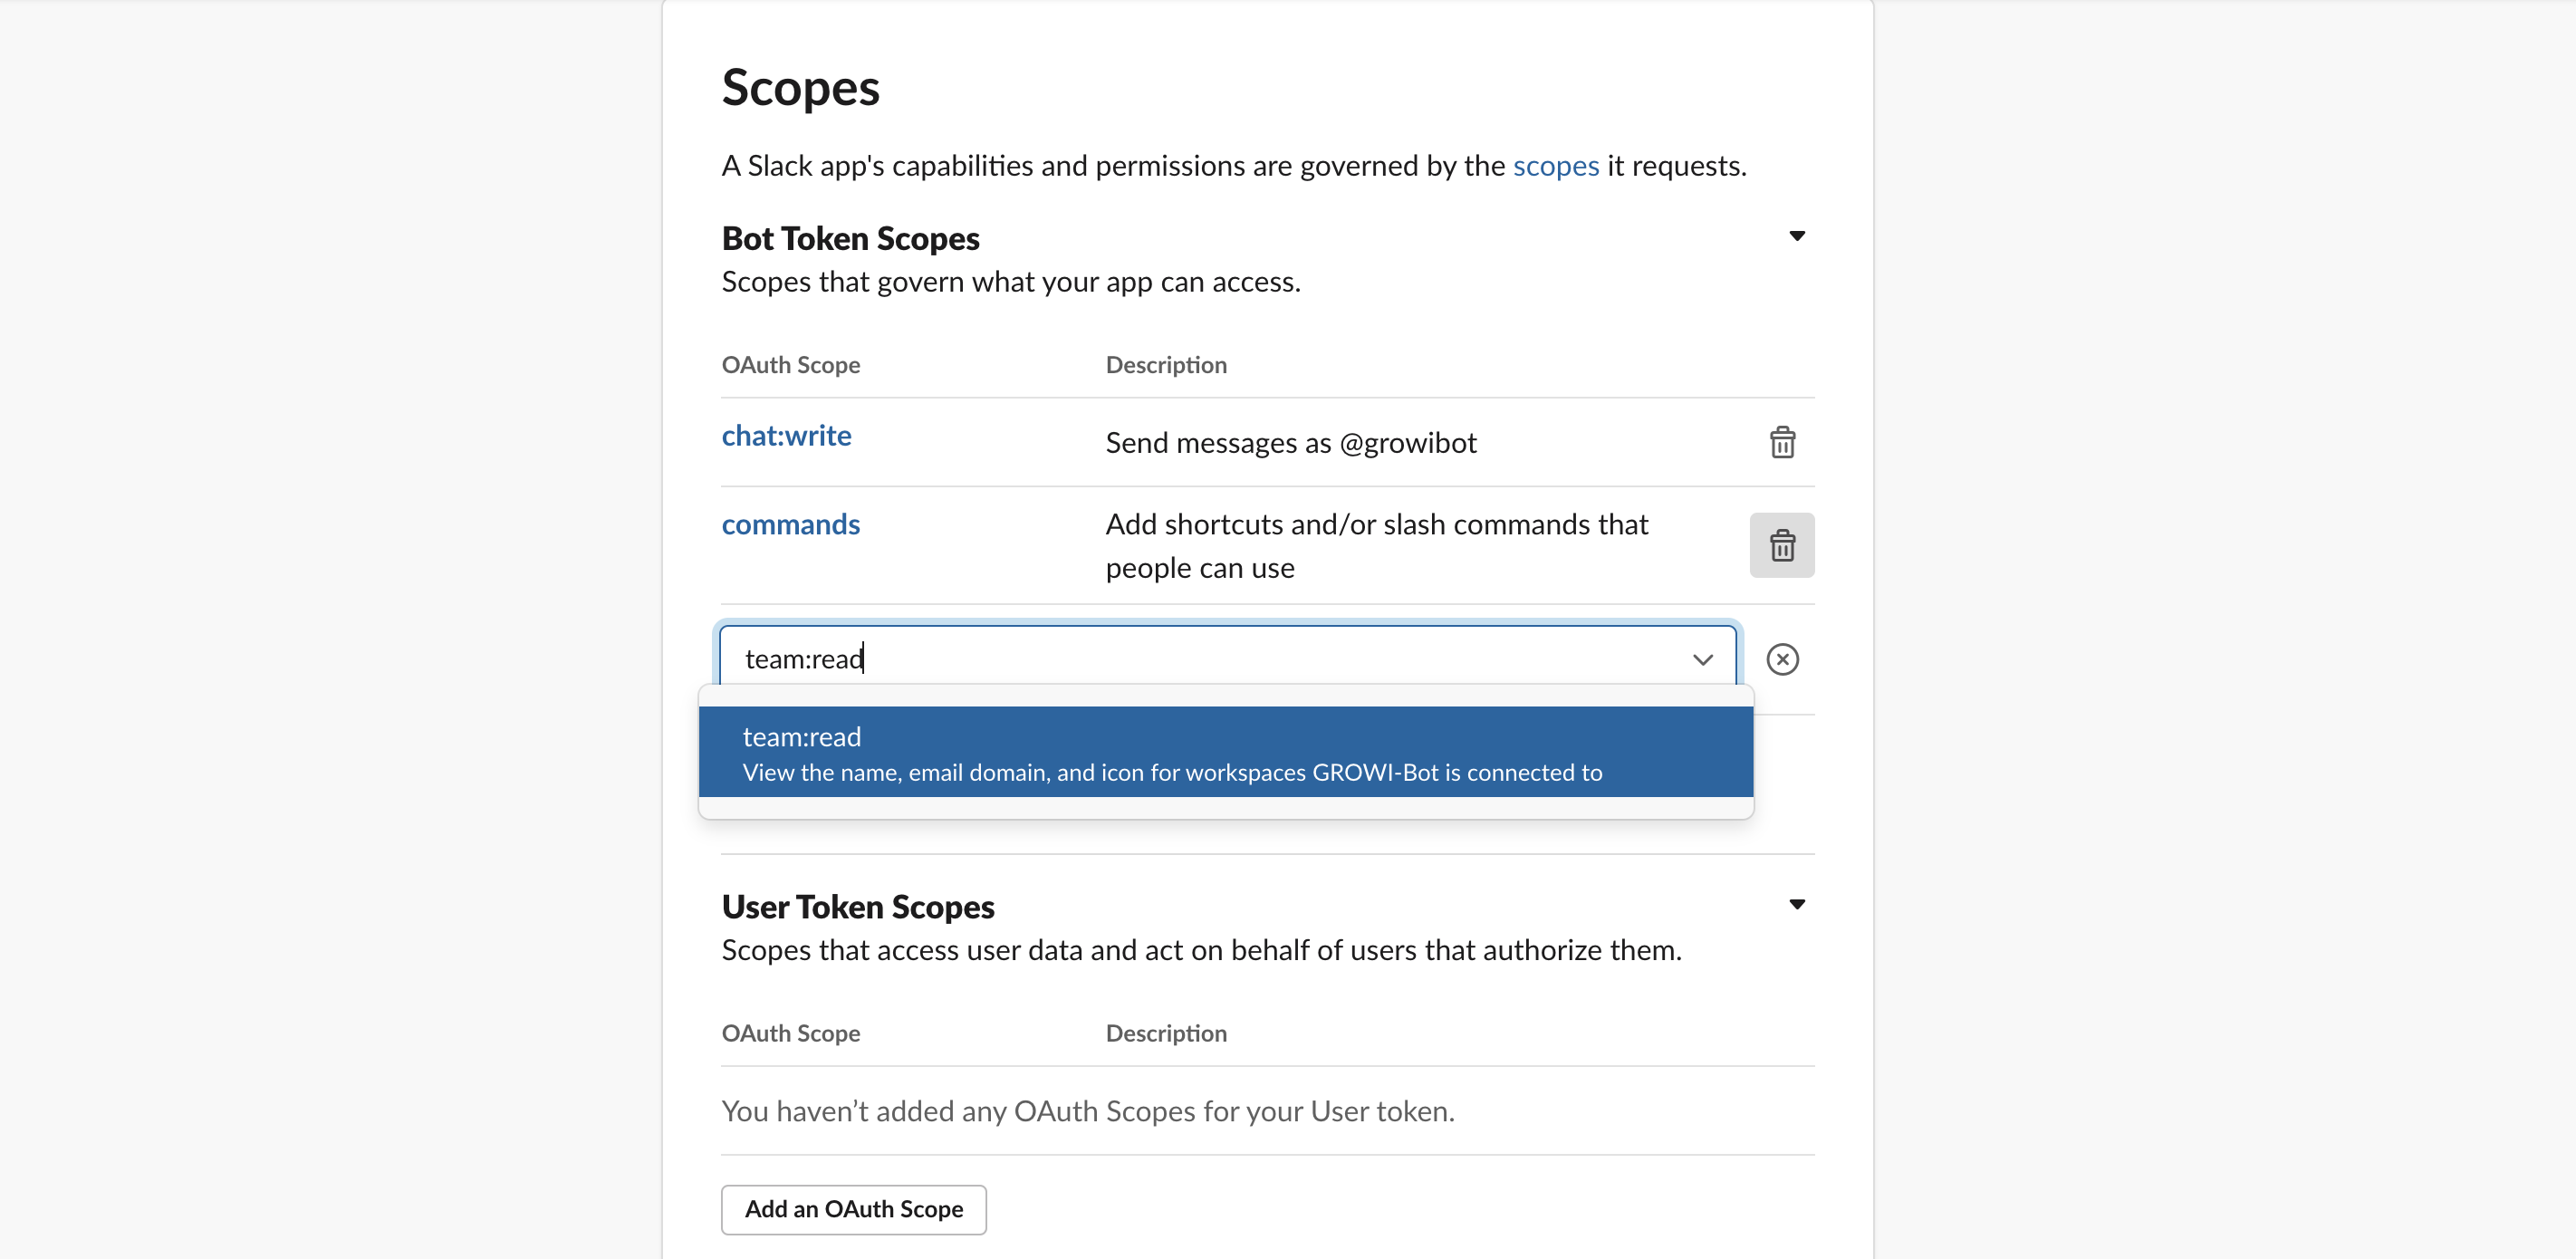 Scopes
A Slack app's capabilities and permissions are governed by the scopes it requests.
Bot Token Scopes
Scopes that govern what your app can access.
OAuth Scope Description
chat:write Send messages as @growibot
commands Add shortcuts and/or slash commands that
people can use
team:read
team:read
View the name, email domain, and icon for workspaces GROWI-Bot is connected to
User Token Scopes
Scopes that access user data and act on behalf of users that authorize them.
OAuth Scope Description
You haven’t added any OAuth Scopes for your User token.
Add an OAuth Scope